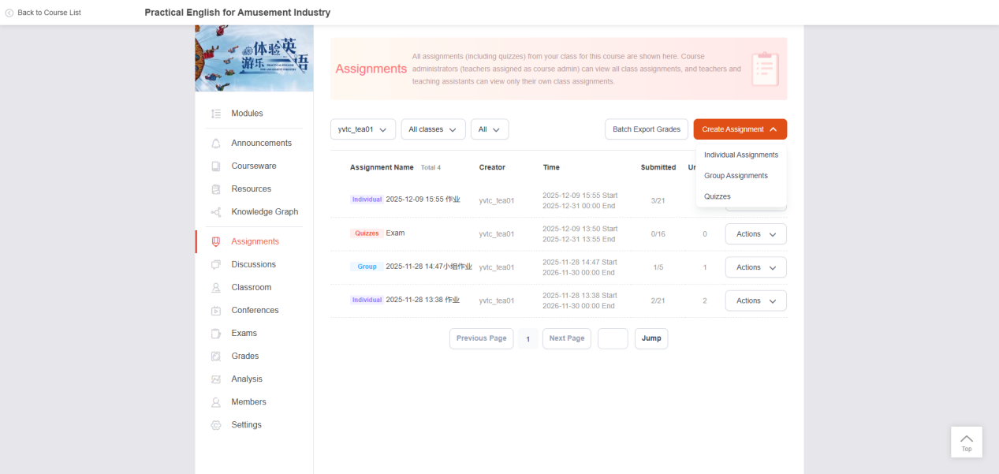 Back to Course List
Practical English for Amusement Industry
体验英语
游乐
PRACTICAL ENGLISH
FOR AMUSEMENT INDUSTRY
Modules
Announcements
Courseware
Resources
Knowledge Graph
Assignments
Discussions
Classroom
Conferences
Exams
Grades
Analysis
Members
Settings
Assignments
All assignments (including quizzes) from your class for this course are shown here. Course
administrators (teachers assigned as course admin) can view all class assignments, and teachers and
teaching assistants can view only their own class assignments.
yvtc_tea01
All classes
All
Batch Export Grades
Create Assignment
Individual Assignments
Group Assignments
Quizzes
Assignment Name Total 4 Creator Time Submitted
Individual 2025-12-09 15:55 作业 yvtc_tea01 2025-12-09 15:55 Start 3/21
2025-12-31 00:00 End
Quizzes Exam yvtc_tea01 2025-12-09 13:50 Start 0/16 0 Actions
2025-12-31 13:55 End
Group 2025-11-28 14:47小组作业 yvtc_tea01 2025-11-28 14:47 Start 1/5 1 Actions
2026-11-30 00:00 End
Individual 2025-11-28 13:38 作业 yvtc_tea01 2025-11-28 13:38 Start 2/21 2 Actions
2026-11-30 00:00 End
Previous Page 1 Next Page Jump
Top